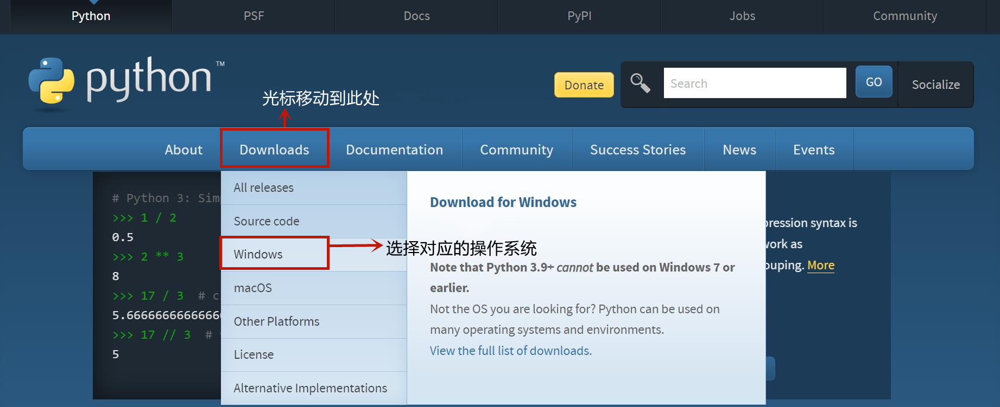 Python PSF Docs PyPI Jobs Community
python™
Donate Search GO Socialize
光标移动到此处
About Downloads Documentation Community Success Stories News Events
# Python 3: Sim
>>> 1 / 2
0.5
>>> 2 ** 3
8
>>> 17 / 3 # c
5.666666666666666
>>> 17 // 3 #
5
All releases
Source code
Windows
macOS
Other Platforms
License
Alternative Implementations
选择对应的操作系统
Download for Windows
Note that Python 3.9+ cannot be used on Windows 7 or
earlier.
Not the OS you are looking for? Python can be used on
many operating systems and environments.
View the full list of downloads.
pression syntax is
work as
ouping. More